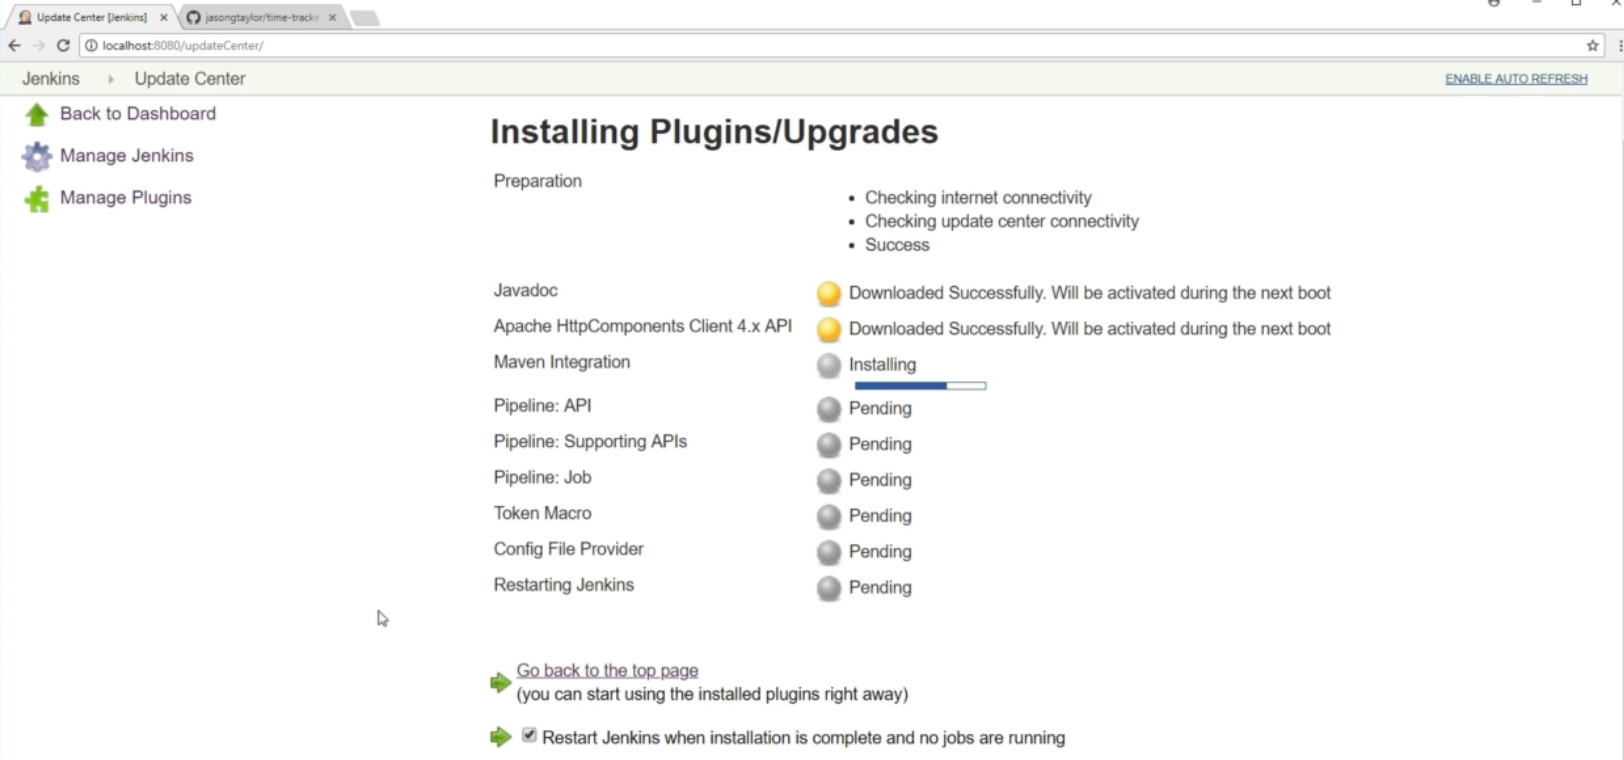 Update Center [Jenkins]
jasongtaylor/time-tracke
localhost:8080/updateCenter/
Jenkins Update Center ENABLE AUTO REFRESH
Back to Dashboard
Manage Jenkins
Manage Plugins
Installing Plugins/Upgrades
Preparation
Checking internet connectivity
Checking update center connectivity
Success
Javadoc Downloaded Successfully. Will be activated during the next boot
Apache HttpComponents Client 4.x API Downloaded Successfully. Will be activated during the next boot
Maven Integration Installing
Pipeline: API Pending
Pipeline: Supporting APIs Pending
Pipeline: Job Pending
Token Macro Pending
Config File Provider Pending
Restarting Jenkins Pending
Go back to the top page
(you can start using the installed plugins right away)
Restart Jenkins when installation is complete and no jobs are running